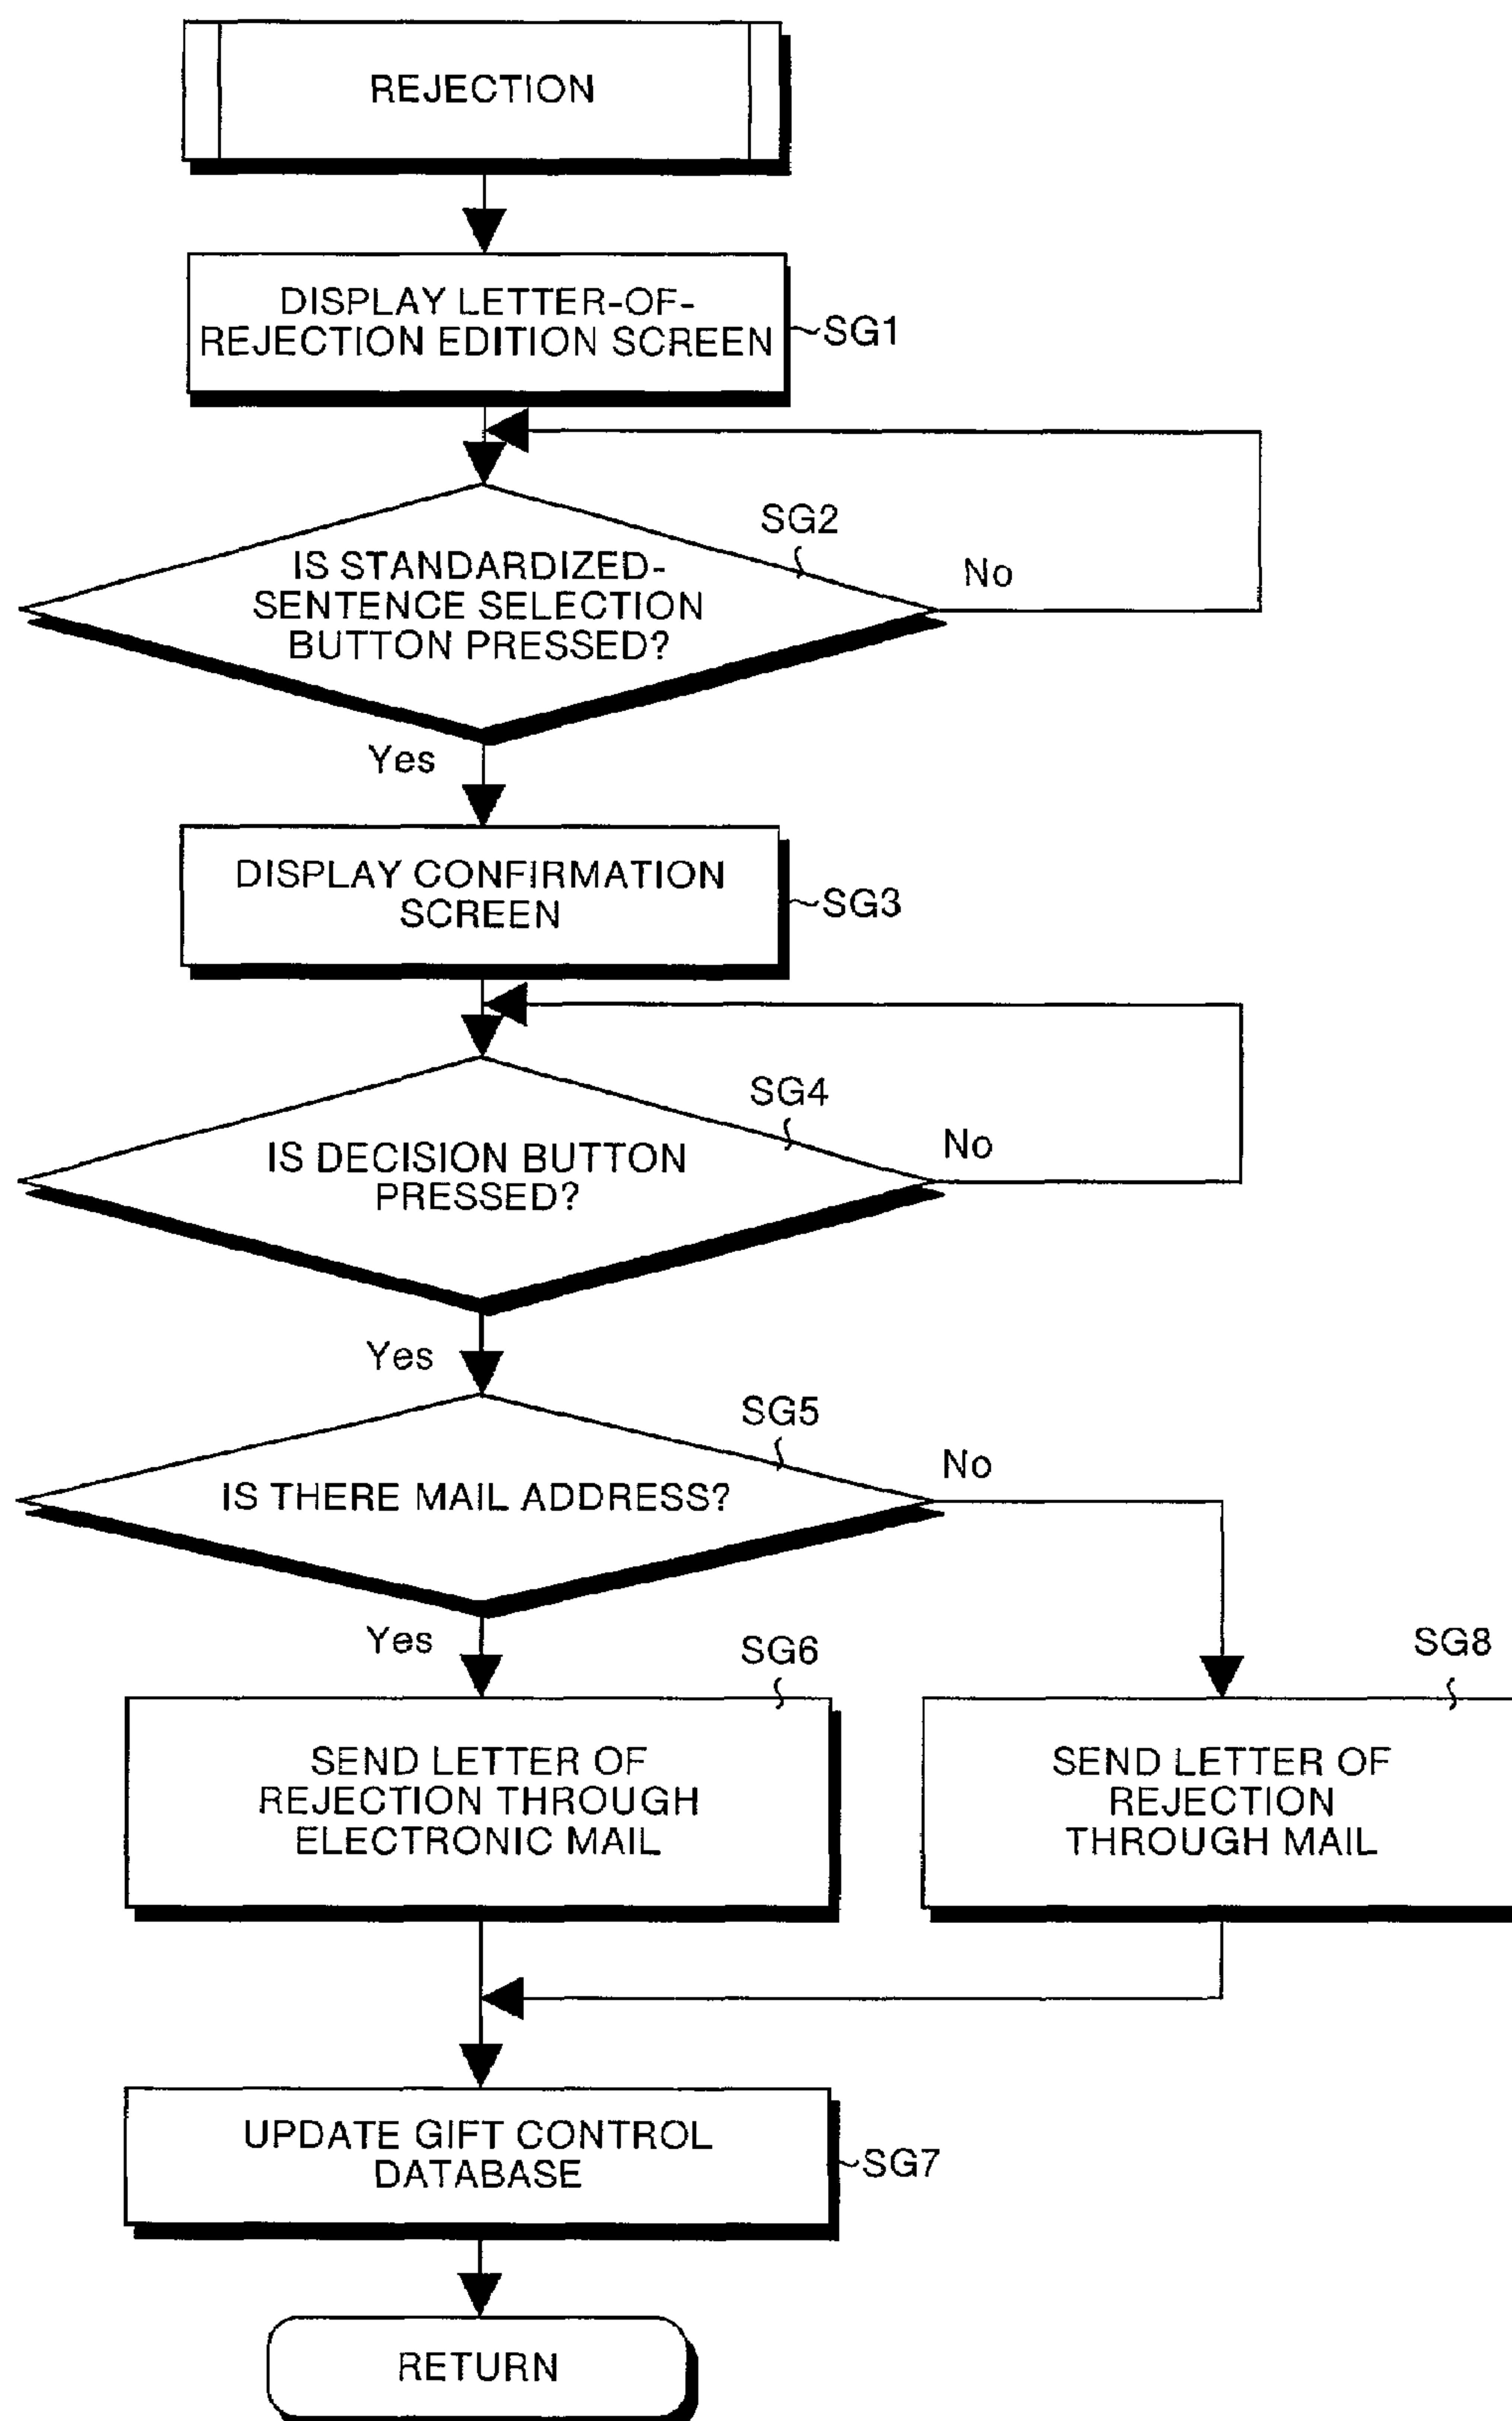 REJECTION
DISPLAY LETTER-OF-
REJECTION EDITION SCREEN
SG1
SG2
IS STANDARDIZED-
SENTENCE SELECTION
BUTTON PRESSED?
No
Yes
DISPLAY CONFIRMATION
SCREEN
SG3
SG4
IS DECISION BUTTON
PRESSED?
No
Yes
SG5
IS THERE MAIL ADDRESS?
No
Yes
SG6
SEND LETTER OF
REJECTION THROUGH
ELECTRONIC MAIL
SG8
SEND LETTER OF
REJECTION
THROUGH MAIL
UPDATE GIFT CONTROL
DATABASE
SG7
RETURN